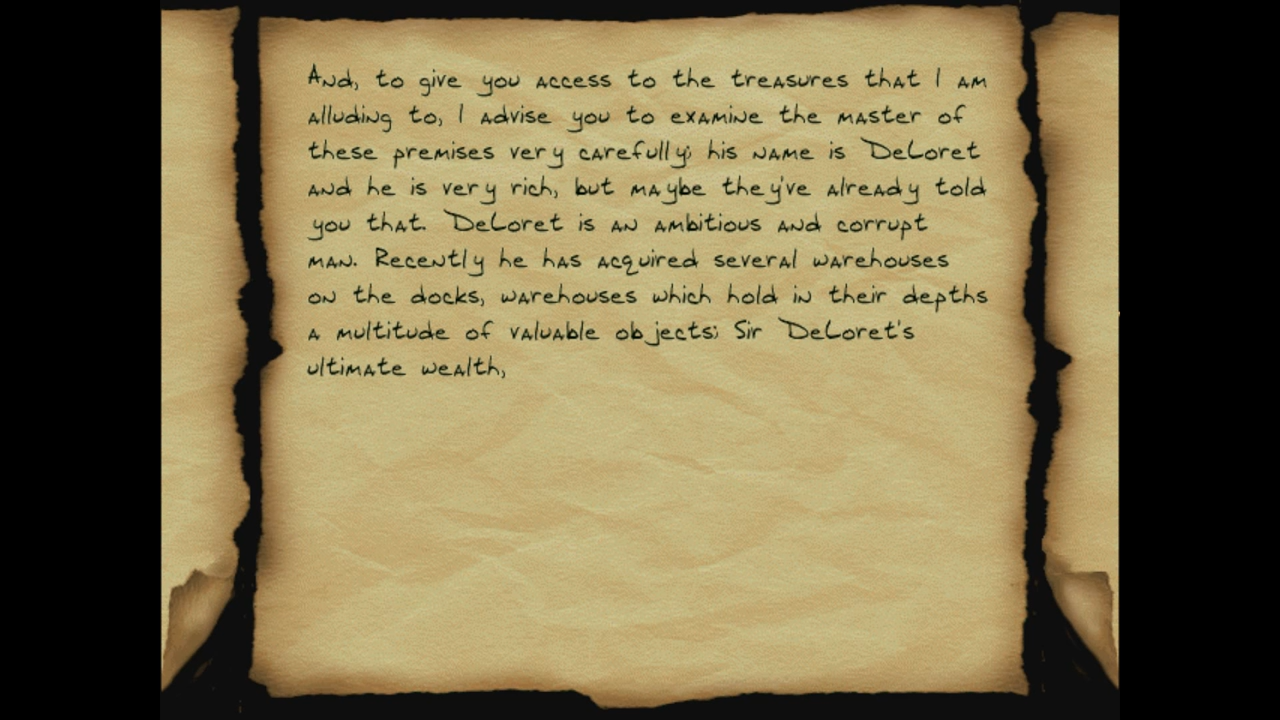 And, to give you access to the treasures that I am
alluding to, I advise you to examine the master of
these premises very carefully; his name is DeLoret
and he is very rich, but maybe they've already told
you that. DeLoret is an ambitious and corrupt
man. Recently he has acquired several warehouses
on the docks, warehouses which hold in their depths
a multitude of valuable objects; Sir DeLoret's
ultimate wealth,